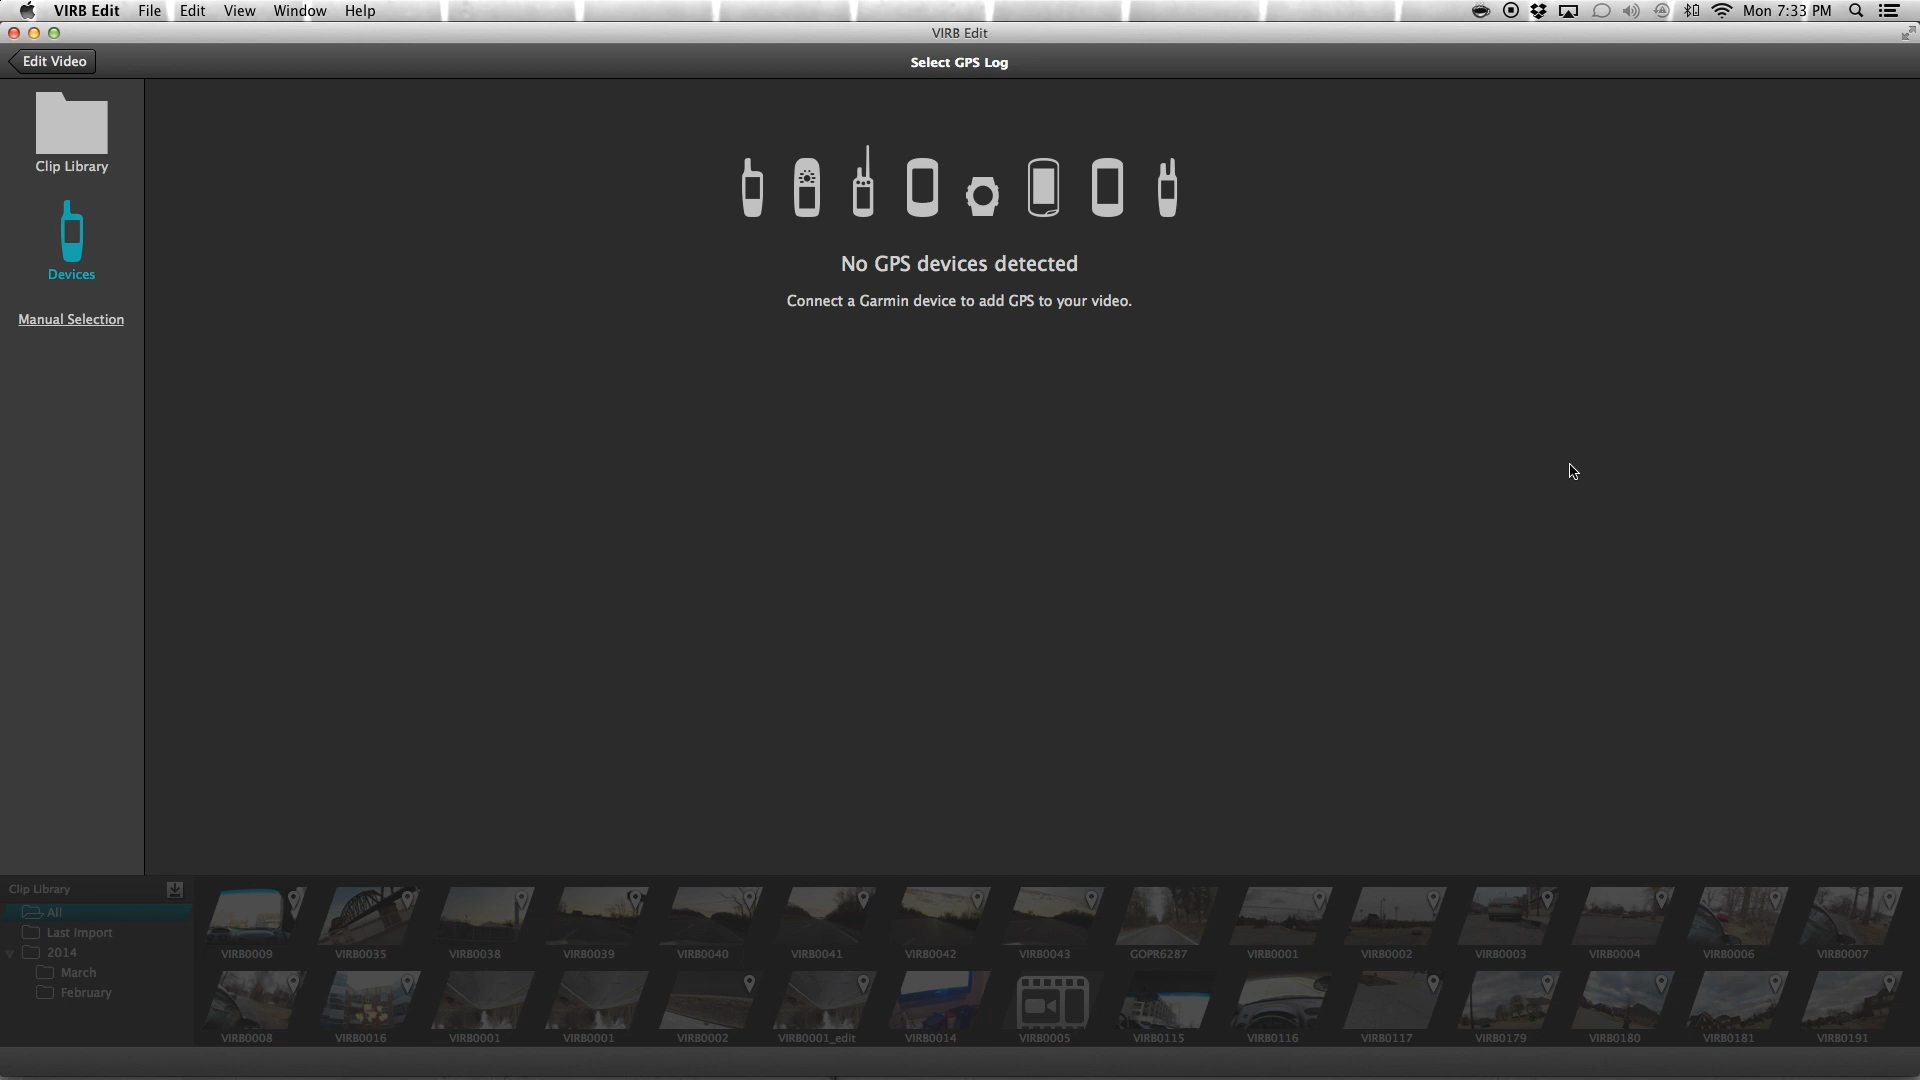 VIRB Edit File Edit View Window Help Mon 7:33 PM
VIRB Edit
Edit Video Select GPS Log
Clip Library
Devices
Manual Selection
No GPS devices detected
Connect a Garmin device to add GPS to your video.
Clip Library
All
Last Import
2014
March
February
VIRB0009 VIRB0035 VIRB0038 VIRB0039 VIRB0040 VIRB0041 VIRB0042 VIRB0043 GOPR6287 VIRB0001 VIRB0002 VIRB0003 VIRB0004 VIRB0006 VIRB0007
VIRB0008 VIRB0016 VIRB0001 VIRB0001 VIRB0002 VIRB0001_edit VIRB0014 VIRB0005 VIRB0115 VIRB0116 VIRB0117 VIRB0179 VIRB0180 VIRB0181 VIRB0191